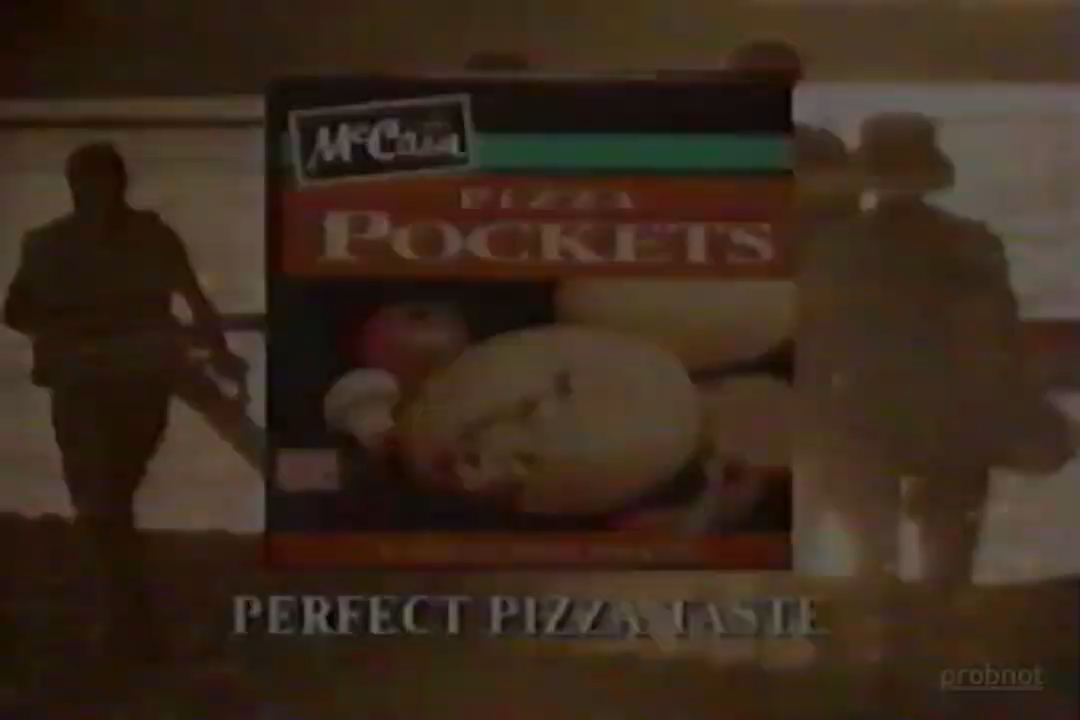 McCain
PIZZA
POCKETS
PERFECT PIZZA TASTE
probnot